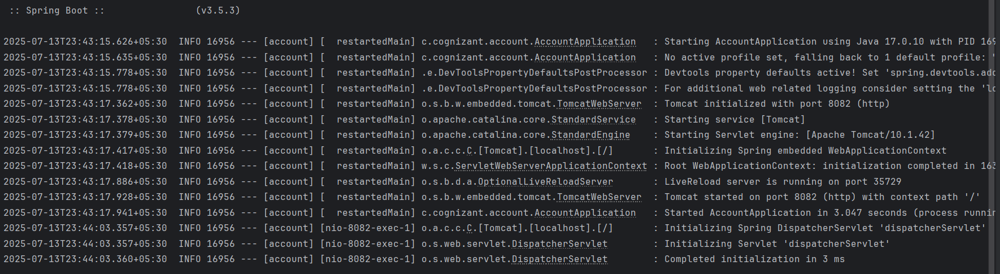 :: Spring Boot ::                (v3.5.3)
2025-07-13T23:43:15.626+05:30  INFO 16956 --- [account] [  restartedMain] c.cognizant.account.AccountApplication   : Starting AccountApplication using Java 17.0.10 with PID 169
2025-07-13T23:43:15.635+05:30  INFO 16956 --- [account] [  restartedMain] c.cognizant.account.AccountApplication   : No active profile set, falling back to 1 default profile: "
2025-07-13T23:43:15.778+05:30  INFO 16956 --- [account] [  restartedMain] .e.DevToolsPropertyDefaultsPostProcessor : Devtools property defaults active! Set 'spring.devtools.add
2025-07-13T23:43:15.778+05:30  INFO 16956 --- [account] [  restartedMain] .e.DevToolsPropertyDefaultsPostProcessor : For additional web related logging consider setting the 'lo
2025-07-13T23:43:17.362+05:30  INFO 16956 --- [account] [  restartedMain] o.s.b.w.embedded.tomcat.TomcatWebServer  : Tomcat initialized with port 8082 (http)
2025-07-13T23:43:17.378+05:30  INFO 16956 --- [account] [  restartedMain] o.apache.catalina.core.StandardService   : Starting service [Tomcat]
2025-07-13T23:43:17.379+05:30  INFO 16956 --- [account] [  restartedMain] o.apache.catalina.core.StandardEngine    : Starting Servlet engine: [Apache Tomcat/10.1.42]
2025-07-13T23:43:17.417+05:30  INFO 16956 --- [account] [  restartedMain] o.a.c.c.C.[Tomcat].[localhost].[/]       : Initializing Spring embedded WebApplicationContext
2025-07-13T23:43:17.418+05:30  INFO 16956 --- [account] [  restartedMain] w.s.c.ServletWebServerApplicationContext : Root WebApplicationContext: initialization completed in 163
2025-07-13T23:43:17.886+05:30  INFO 16956 --- [account] [  restartedMain] o.s.b.d.a.OptionalLiveReloadServer       : LiveReload server is running on port 35729
2025-07-13T23:43:17.928+05:30  INFO 16956 --- [account] [  restartedMain] o.s.b.w.embedded.tomcat.TomcatWebServer  : Tomcat started on port 8082 (http) with context path '/'
2025-07-13T23:43:17.941+05:30  INFO 16956 --- [account] [  restartedMain] c.cognizant.account.AccountApplication   : Started AccountApplication in 3.047 seconds (process runnin
2025-07-13T23:44:03.357+05:30  INFO 16956 --- [account] [nio-8082-exec-1] o.a.c.c.C.[Tomcat].[localhost].[/]       : Initializing Spring DispatcherServlet 'dispatcherServlet'
2025-07-13T23:44:03.357+05:30  INFO 16956 --- [account] [nio-8082-exec-1] o.s.web.servlet.DispatcherServlet        : Initializing Servlet 'dispatcherServlet'
2025-07-13T23:44:03.360+05:30  INFO 16956 --- [account] [nio-8082-exec-1] o.s.web.servlet.DispatcherServlet        : Completed initialization in 3 ms